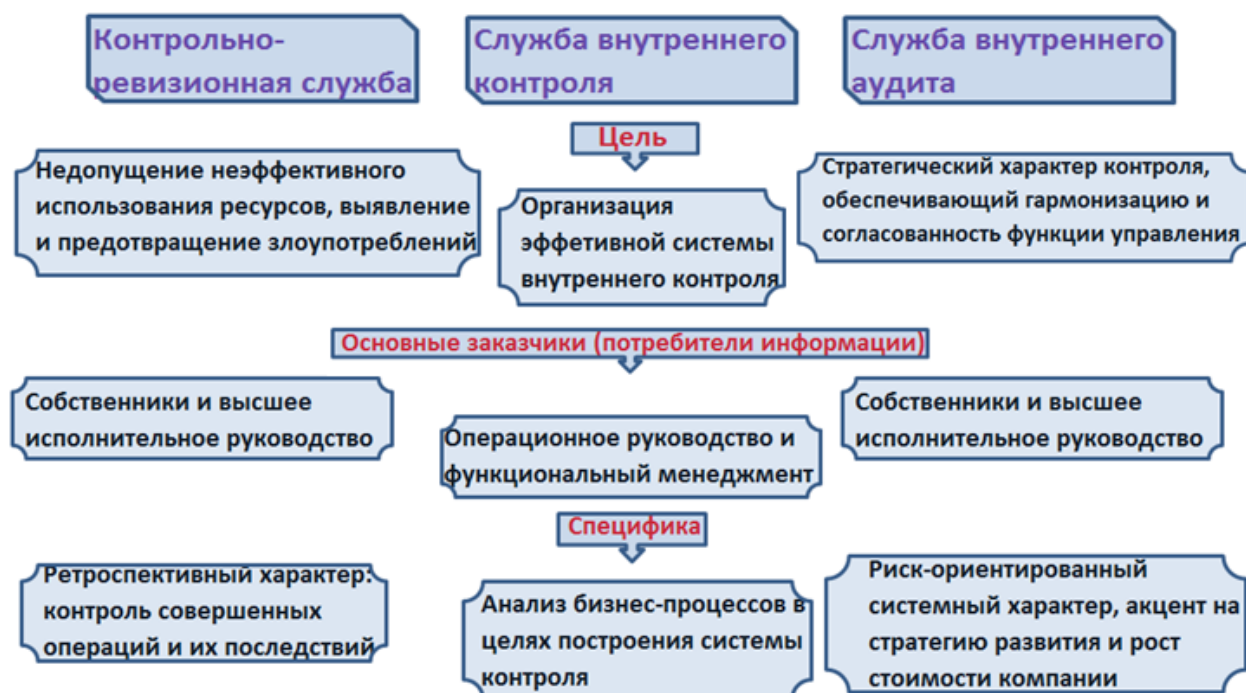 Контрольно-
ревизионная служба
Служба внутреннего
контроля
Служба внутреннего
аудита
Цель
Недопущение неэффективного
использования ресурсов, выявление
и предотвращение злоупотреблений
Организация
эффетивной системы
внутреннего контроля
Стратегический характер контроля,
обеспечивающий гармонизацию и
согласованность функции управления
Основные заказчики (потребители информации)
Собственники и высшее
исполнительное руководство
Операционное руководство и
функциональный менеджмент
Собственники и высшее
исполнительное руководство
Специфика
Ретроспективный характер:
контроль совершенных
операций и их последствий
Анализ бизнес-процессов в
целях построения системы
контроля
Риск-ориентированный
системный характер, акцент на
стратегию развития и рост
стоимости компании